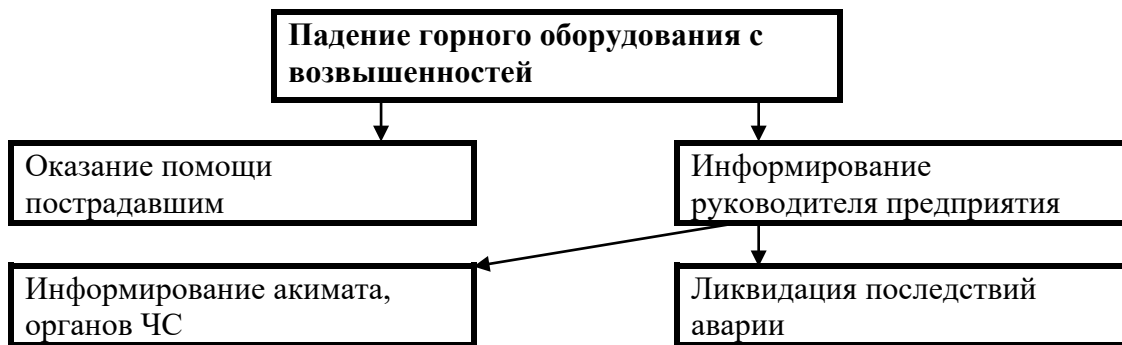 Падение горного оборудования с
возвышенностей
Оказание помощи
пострадавшим
Информирование
руководителя предприятия
Информирование акимата,
органов ЧС
Ликвидация последствий
аварии